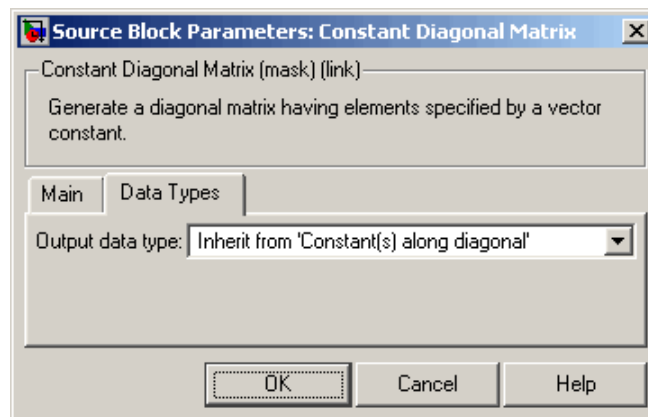 Source Block Parameters: Constant Diagonal Matrix
Constant Diagonal Matrix (mask) (link)
Generate a diagonal matrix having elements specified by a vector
constant.
Main Data Types
Output data type: Inherit from 'Constant(s) along diagonal'
OK Cancel Help